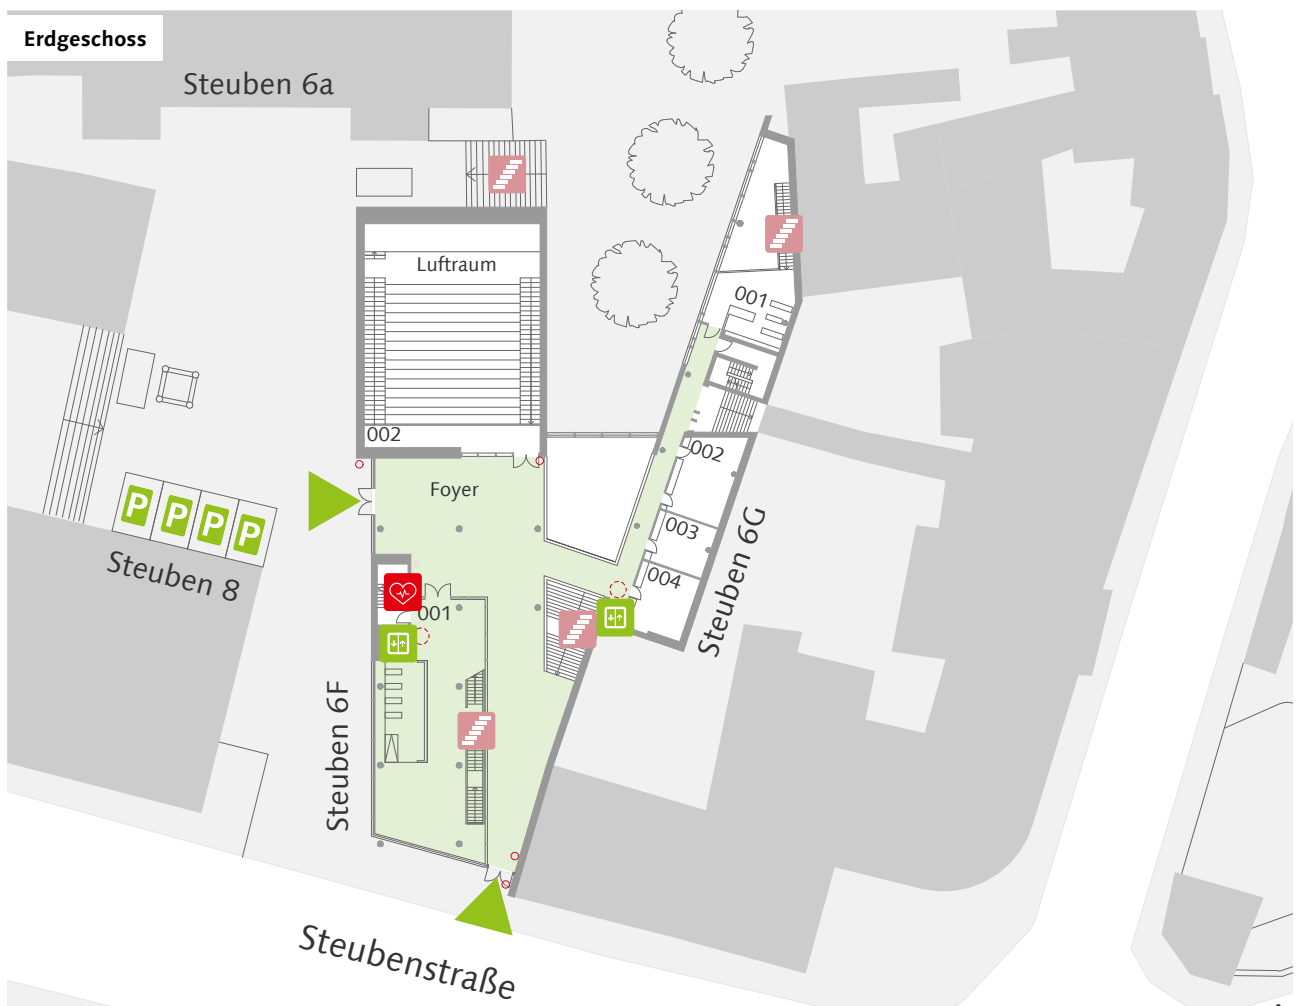 Erdgeschoss
Steuben 6a
Luftraum
001
002
002
Foyer
003
Steuben 6G
004
P P P P
Steuben 8
001
Steuben 6F
Steubenstraße